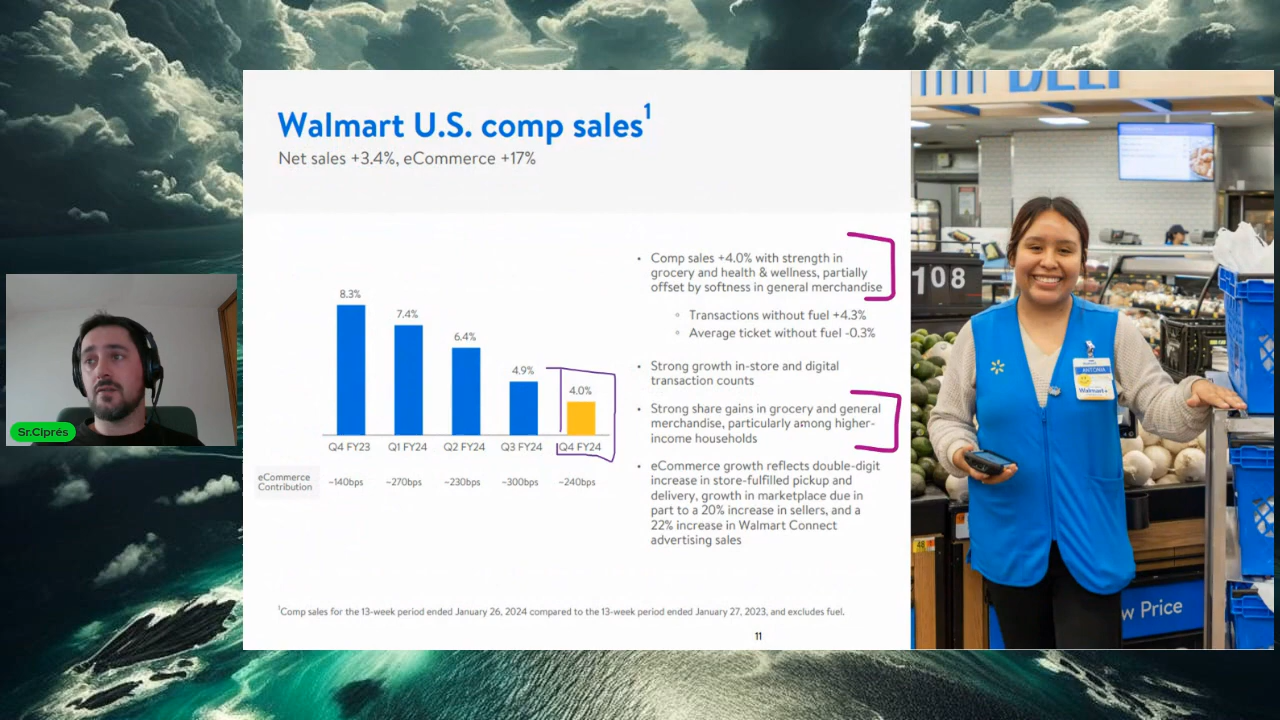 DELI
Walmart U.S. comp sales¹
Net sales +3.4%, eCommerce +17%
8.3%
7.4%
6.4%
4.9%
4.0%
Q4 FY23
Q1 FY24
Q2 FY24
Q3 FY24
Q4 FY24
eCommerce
Contribution
~140bps
~270bps
~230bps
~300bps
~240bps
• Comp sales +4.0% with strength in
grocery and health & wellness, partially
offset by softness in general merchandise
◦ Transactions without fuel +4.3%
◦ Average ticket without fuel -0.3%
• Strong growth in-store and digital
transaction counts
• Strong share gains in grocery and general
merchandise, particularly among higher-
income households
• eCommerce growth reflects double-digit
increase in store-fulfilled pickup and
delivery, growth in marketplace due in
part to a 20% increase in sellers, and a
22% increase in Walmart Connect
advertising sales
¹Comp sales for the 13-week period ended January 26, 2024 compared to the 13-week period ended January 27, 2023, and excludes fuel.
11
Sr.Ciprés
108
ANTONIA
Walmart+
w Price